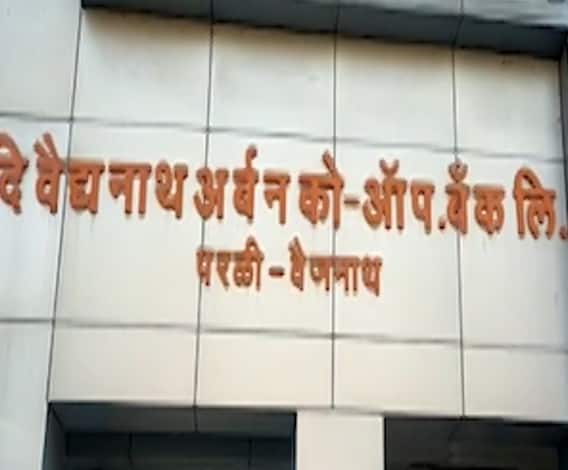 दि वैद्यनाथ अर्बन को-ऑप.बँक लि.
परळी-वैजनाथ